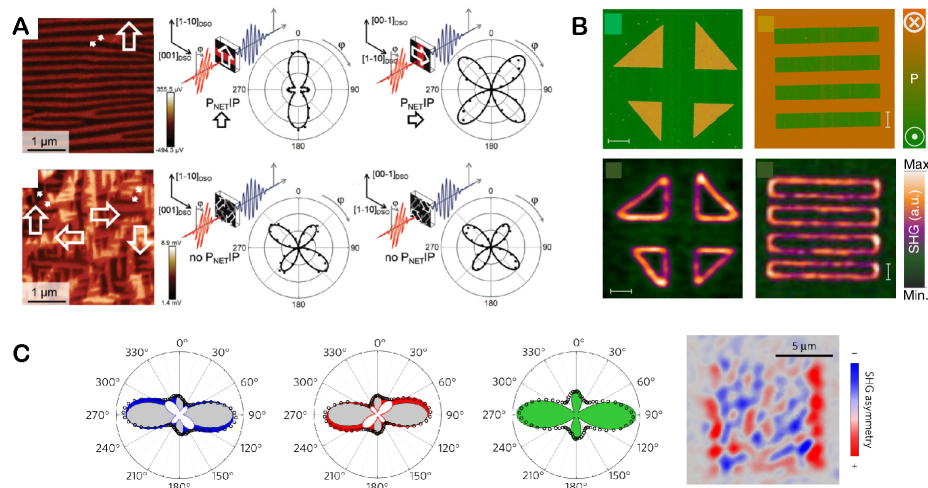 A
[1-10]DSO
[001]DSO
φ
PNETIP
0
φ
90
180
270
355.5 µV
-494.3 µV
1 µm
[00-1]DSO
[1-10]DSO
φ
PNETIP
0
φ
90
180
270
[1-10]DSO
[001]DSO
φ
no PNETIP
0
φ
90
180
270
8.9 mV
1.4 mV
1 µm
[00-1]DSO
[1-10]DSO
φ
no PNETIP
0
φ
90
180
270
B
P
Max
SHG (a.u.)
Min.
C
0°
330° 30°
300° 60°
270° 90°
240° 120°
210° 150°
180°
0°
330° 30°
300° 60°
270° 90°
240° 120°
210° 150°
180°
0°
330° 30°
300° 60°
270° 90°
240° 120°
210° 150°
180°
5 µm
−
SHG asymmetry
+